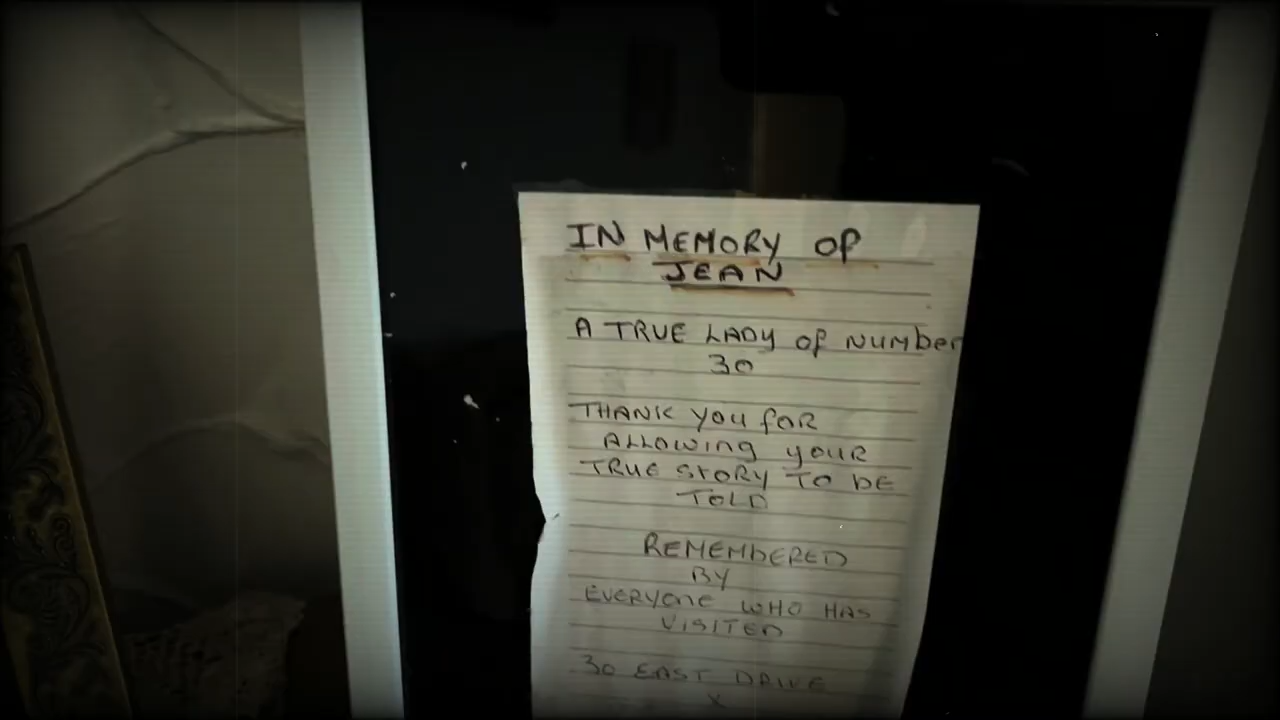 IN MEMORY OF
JEAN
A TRUE LADY OF NUMBER
30
THANK YOU FOR
ALLOWING YOUR
TRUE STORY TO BE
TOLD
REMEMBERED
BY
EVERYONE WHO HAS
VISITED
30 EAST DRIVE
X